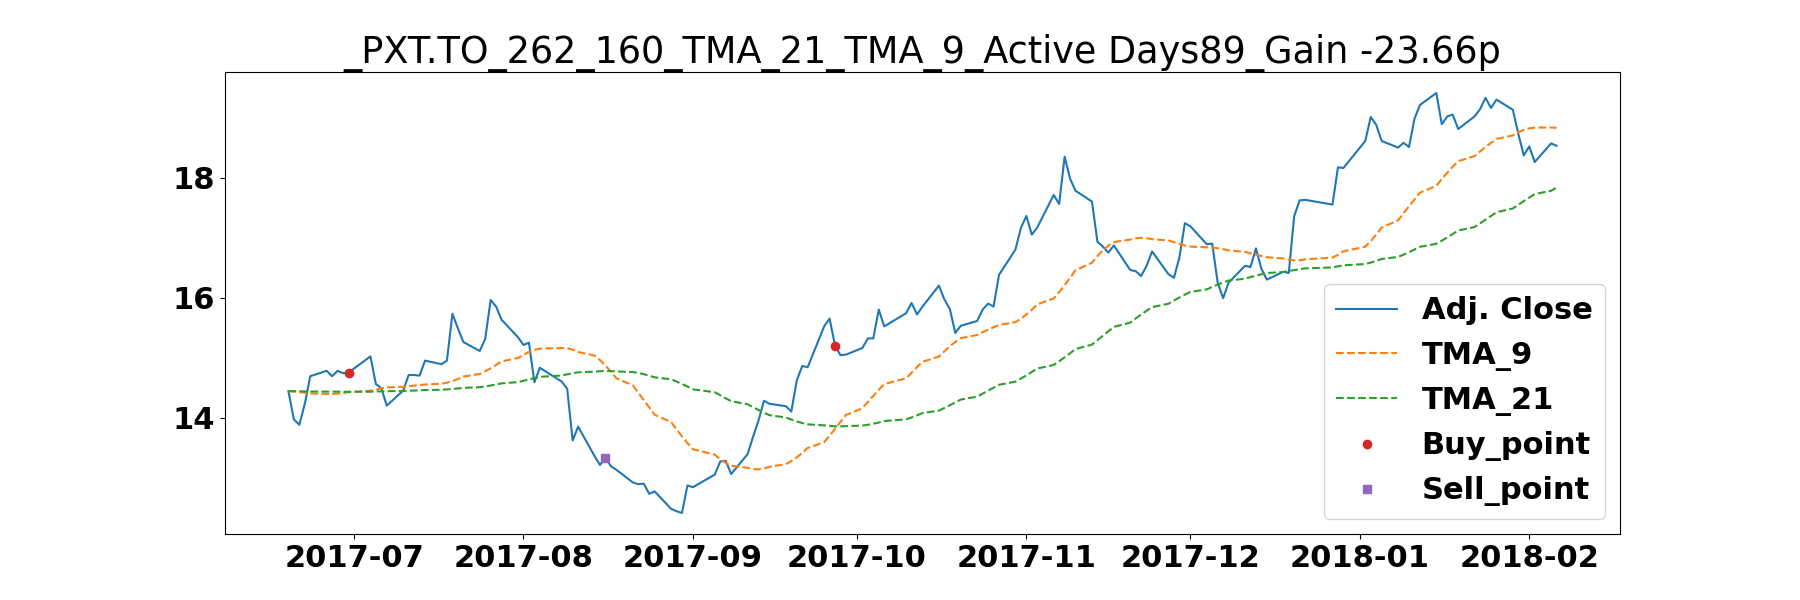 _PXT.TO_262_160_TMA_21_TMA_9_Active Days89_Gain -23.66p
18
16
14
Adj. Close
TMA_9
TMA_21
Buy_point
Sell_point
2017-07 2017-08 2017-09 2017-10 2017-11 2017-12 2018-01 2018-02